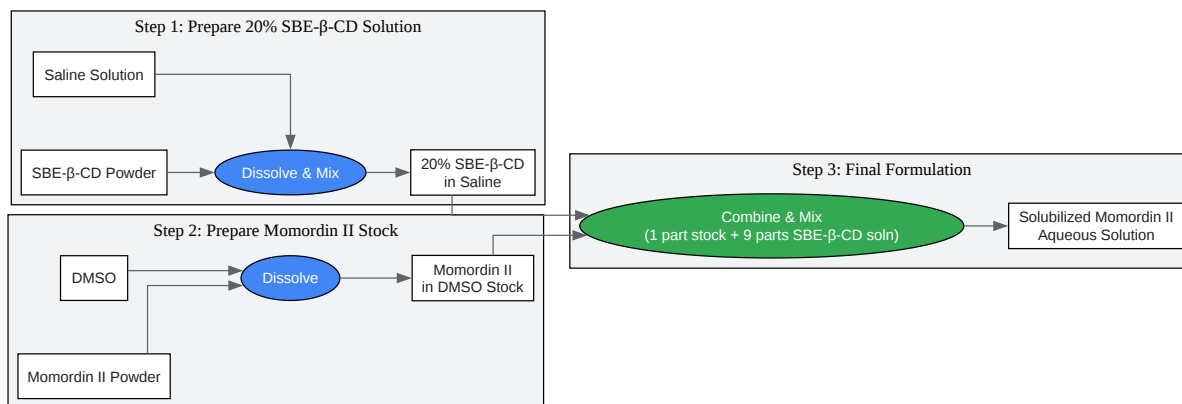 Step 1: Prepare 20% SBE-β-CD Solution
Saline Solution
SBE-β-CD Powder
Dissolve & Mix
20% SBE-β-CD
in Saline
Step 2: Prepare Momordin II Stock
DMSO
Momordin II Powder
Dissolve
Momordin II
in DMSO Stock
Step 3: Final Formulation
Combine & Mix
(1 part stock + 9 parts SBE-β-CD soln)
Solubilized Momordin II
Aqueous Solution